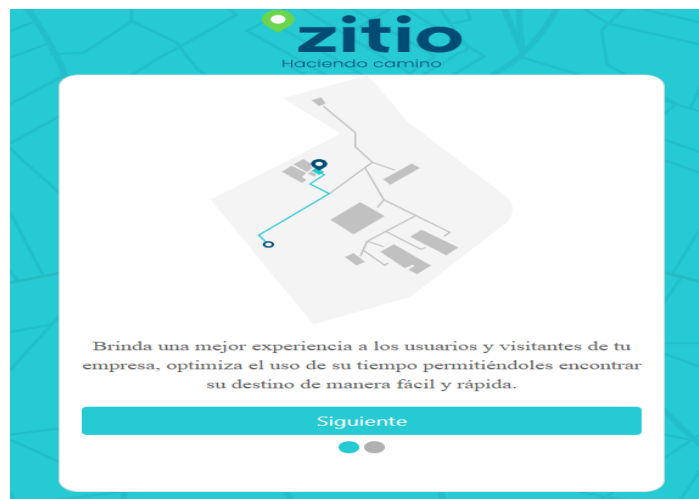 zitio
Haciendo camino
Brinda una mejor experiencia a los usuarios y visitantes de tu
empresa, optimiza el uso de su tiempo permitiéndoles encontrar
su destino de manera fácil y rápida.
Siguiente